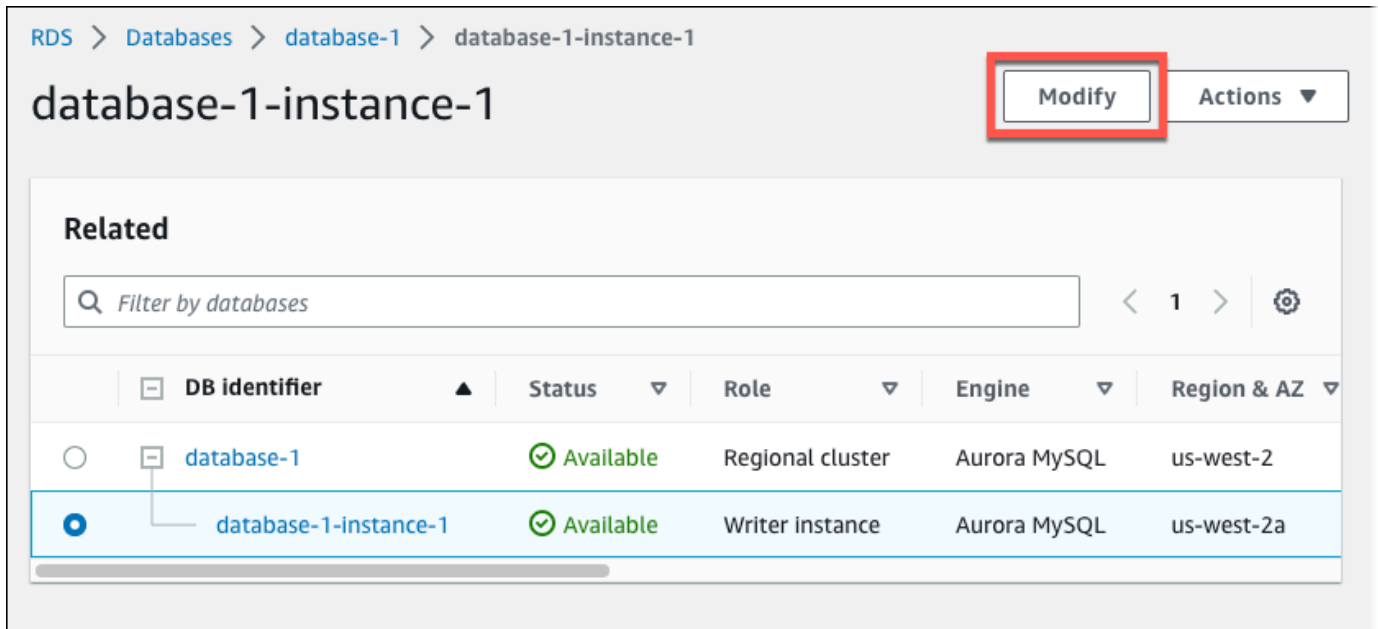 RDS > Databases > database-1 > database-1-instance-1
database-1-instance-1
Modify
Actions
Related
Filter by databases
1
DB identifier Status Role Engine Region & AZ
database-1 Available Regional cluster Aurora MySQL us-west-2
database-1-instance-1 Available Writer instance Aurora MySQL us-west-2a